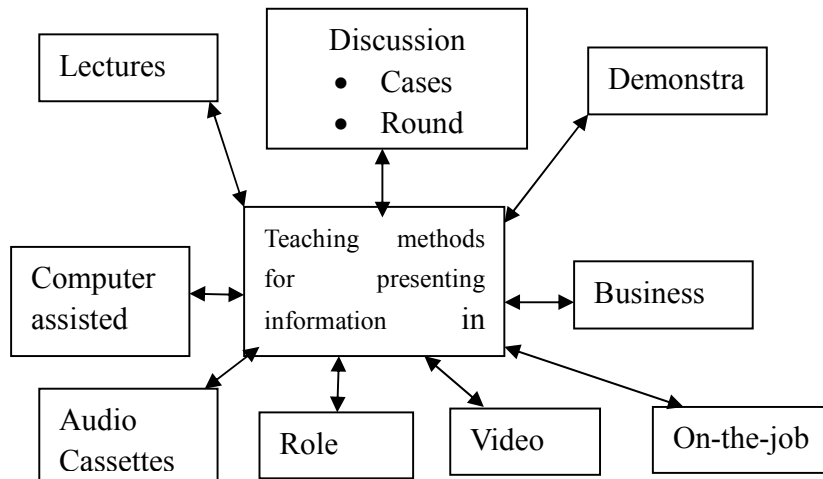 Lectures
Discussion
• Cases
• Round
Demonstra
Teaching methods
for presenting
information in
Computer
assisted
Business
Audio
Cassettes
Role
Video
On-the-job